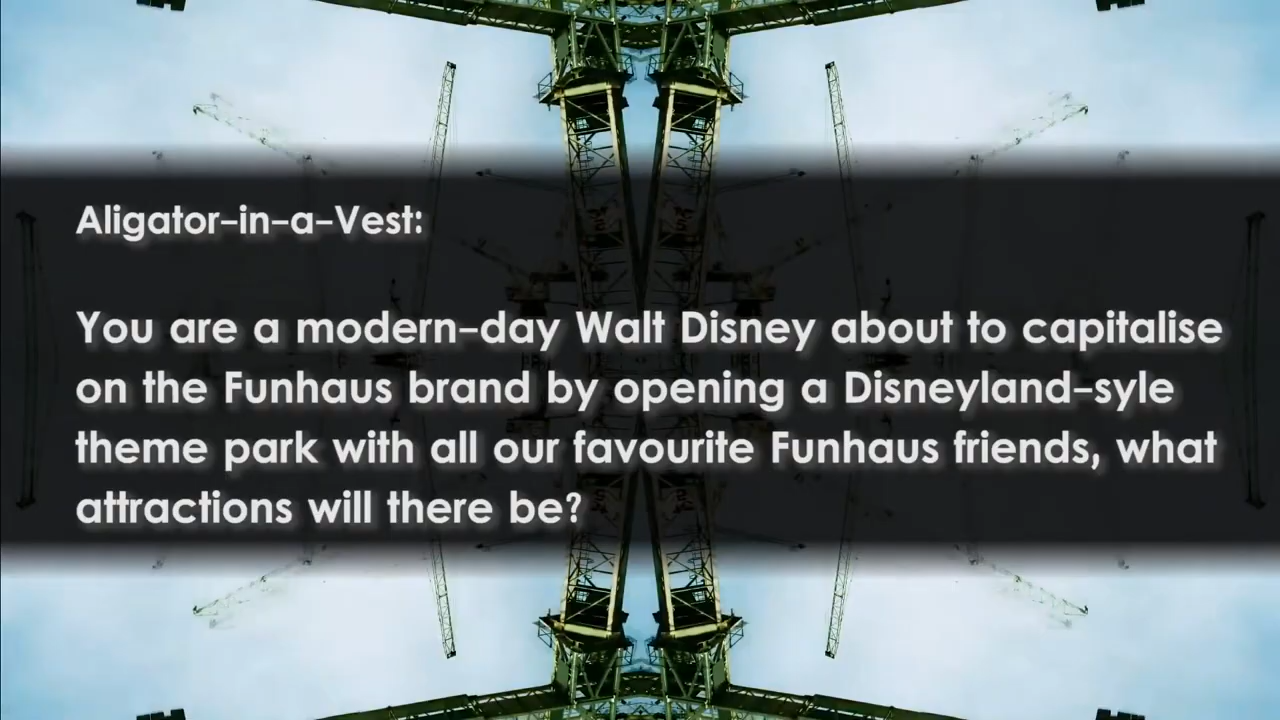 Aligator-in-a-Vest:
You are a modern-day Walt Disney about to capitalise
on the Funhaus brand by opening a Disneyland-syle
theme park with all our favourite Funhaus friends, what
attractions will there be?